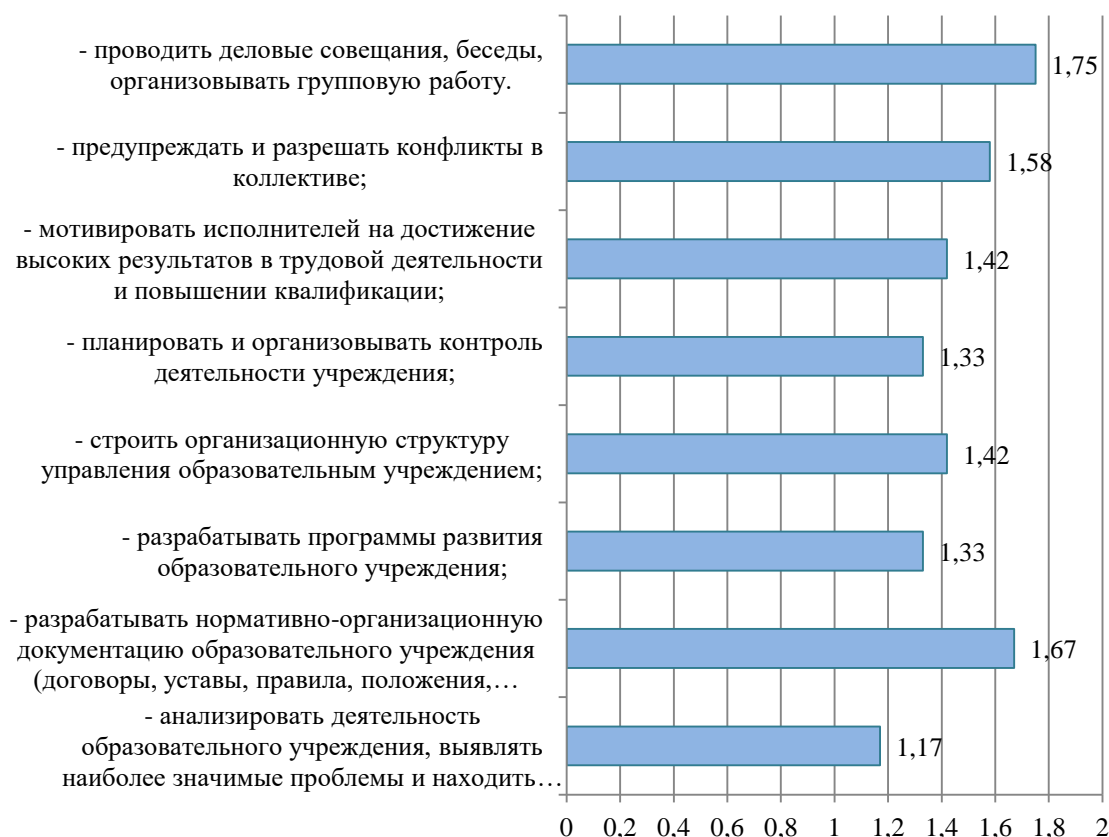 - проводить деловые совещания, беседы,
организовывать групповую работу.
1,75
- предупреждать и разрешать конфликты в
коллективе;
1,58
- мотивировать исполнителей на достижение
высоких результатов в трудовой деятельности
и повышении квалификации;
1,42
- планировать и организовывать контроль
деятельности учреждения;
1,33
- строить организационную структуру
управления образовательным учреждением;
1,42
- разрабатывать программы развития
образовательного учреждения;
1,33
- разрабатывать нормативно-организационную
документацию образовательного учреждения
(договоры, уставы, правила, положения,…
1,67
- анализировать деятельность
образовательного учреждения, выявлять
наиболее значимые проблемы и находить…
1,17
0 0,2 0,4 0,6 0,8 1 1,2 1,4 1,6 1,8 2